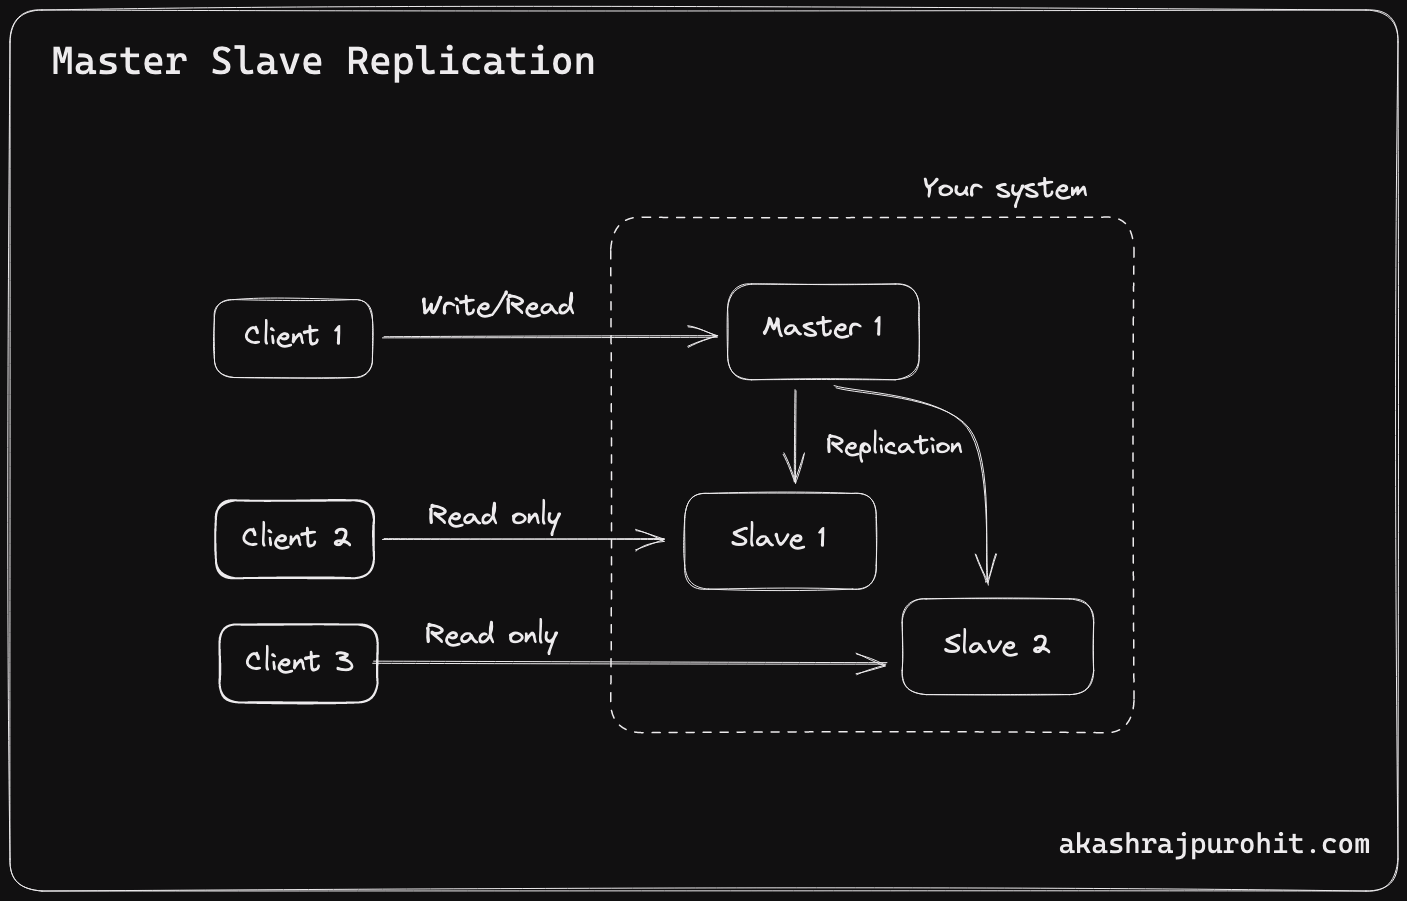 Master Slave Replication
Your system
Write/Read
Client 1
Master 1
Replication
Read only
Client 2
Slave 1
Read only
Client 3
Slave 2
akashrajpurohit.com